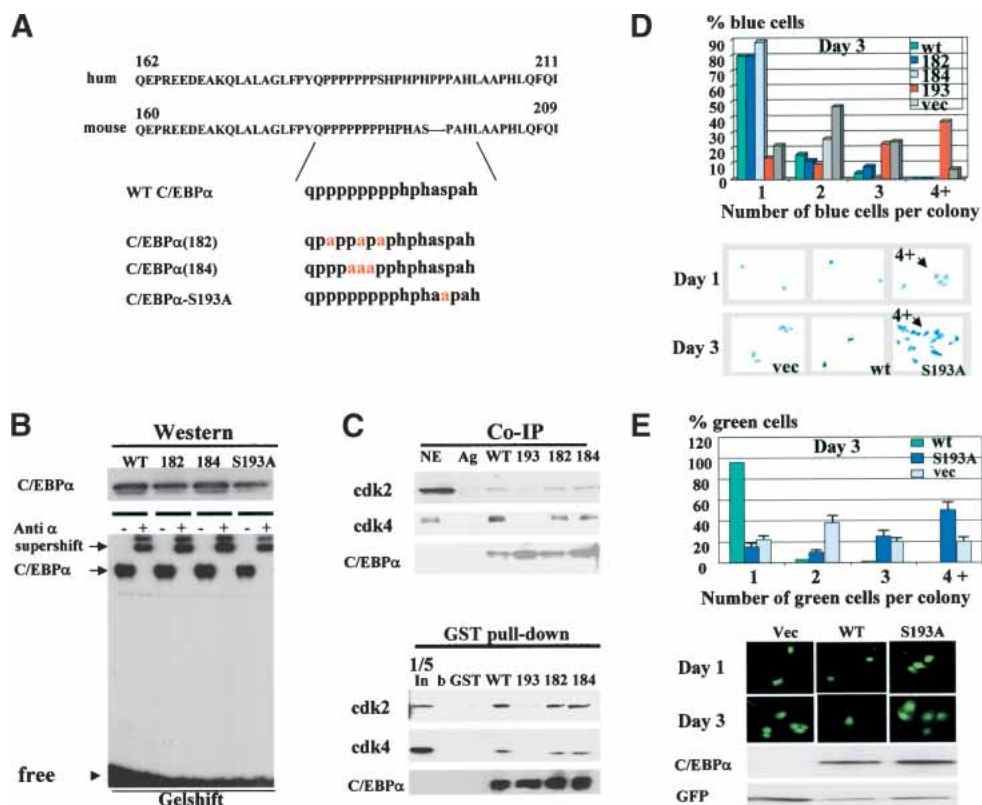 A
162 211
hum QEPREEDEAKQLALAGLFPYQPPPPPPPSHPHPHPPPAHLAAPHLQFQI
160 209
mouse QEPREEDEAKQLALAGLFPYQPPPPPPPPHPHAS----PAHLAAPHLQFQI
WT C/EBPα qppppppppphphaspah
C/EBPα(182) qpappapaphphaspah
C/EBPα(184) qpppaaapphphaspah
C/EBPα-S193A qppppppppphphaapah
B
Western
WT 182 184 S193A
C/EBPα
Anti α - + - + - + - +
supershift
C/EBPα
free
Gelshift
C
Co-IP
NE Ag WT 193 182 184
cdk2
cdk4
C/EBPα
GST pull-down
1/5
In b GST WT 193 182 184
cdk2
cdk4
C/EBPα
D
% blue cells
Day 3
90
80
70
60
50
40
30
20
10
0
wt
182
184
193
vec
1 2 3 4+
Number of blue cells per colony
Day 1
4+
Day 3
4+
vec wt S193A
E
% green cells
Day 3
120
100
80
60
40
20
0
wt
S193A
vec
1 2 3 4 +
Number of green cells per colony
Vec WT S193A
Day 1
Day 3
C/EBPα
GFP